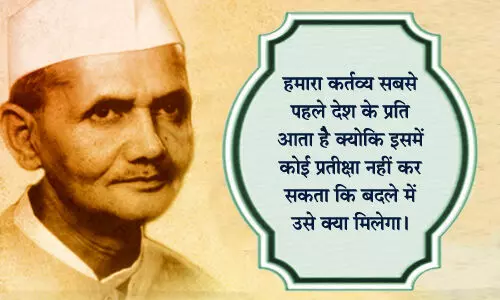 हमारा कर्तव्य सबसे
पहले देश के प्रति
आता है क्योकि इसमें
कोई प्रतीक्षा नहीं कर
सकता कि बदले में
उसे क्या मिलेगा।